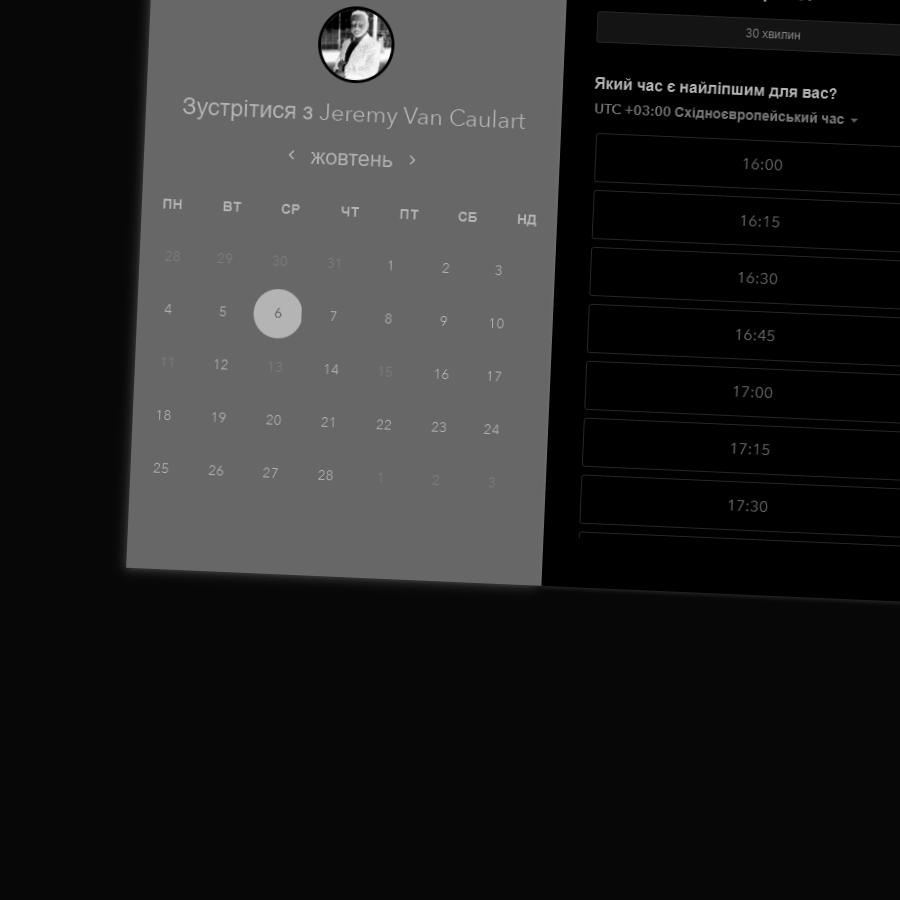 Зустрітися з Jeremy Van Caulart
жовтень
ПН ВТ СР ЧТ ПТ СБ НД
28 29 30 31 1 2 3
4 5 6 7 8 9 10
11 12 13 14 15 16 17
18 19 20 21 22 23 24
25 26 27 28 1 2 3
30 хвилин
Який час є найліпшим для вас?
UTC +03:00 Східноєвропейський час
16:00
16:15
16:30
16:45
17:00
17:15
17:30